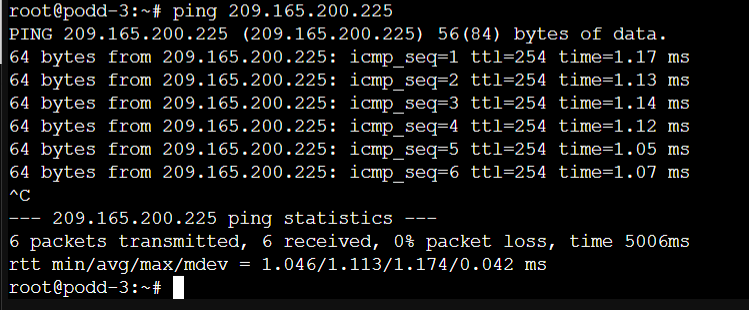 root@podd-3:~# ping 209.165.200.225
PING 209.165.200.225 (209.165.200.225) 56(84) bytes of data.
64 bytes from 209.165.200.225: icmp_seq=1 ttl=254 time=1.17 ms
64 bytes from 209.165.200.225: icmp_seq=2 ttl=254 time=1.13 ms
64 bytes from 209.165.200.225: icmp_seq=3 ttl=254 time=1.14 ms
64 bytes from 209.165.200.225: icmp_seq=4 ttl=254 time=1.12 ms
64 bytes from 209.165.200.225: icmp_seq=5 ttl=254 time=1.05 ms
64 bytes from 209.165.200.225: icmp_seq=6 ttl=254 time=1.07 ms
^C
--- 209.165.200.225 ping statistics ---
6 packets transmitted, 6 received, 0% packet loss, time 5006ms
rtt min/avg/max/mdev = 1.046/1.113/1.174/0.042 ms
root@podd-3:~#